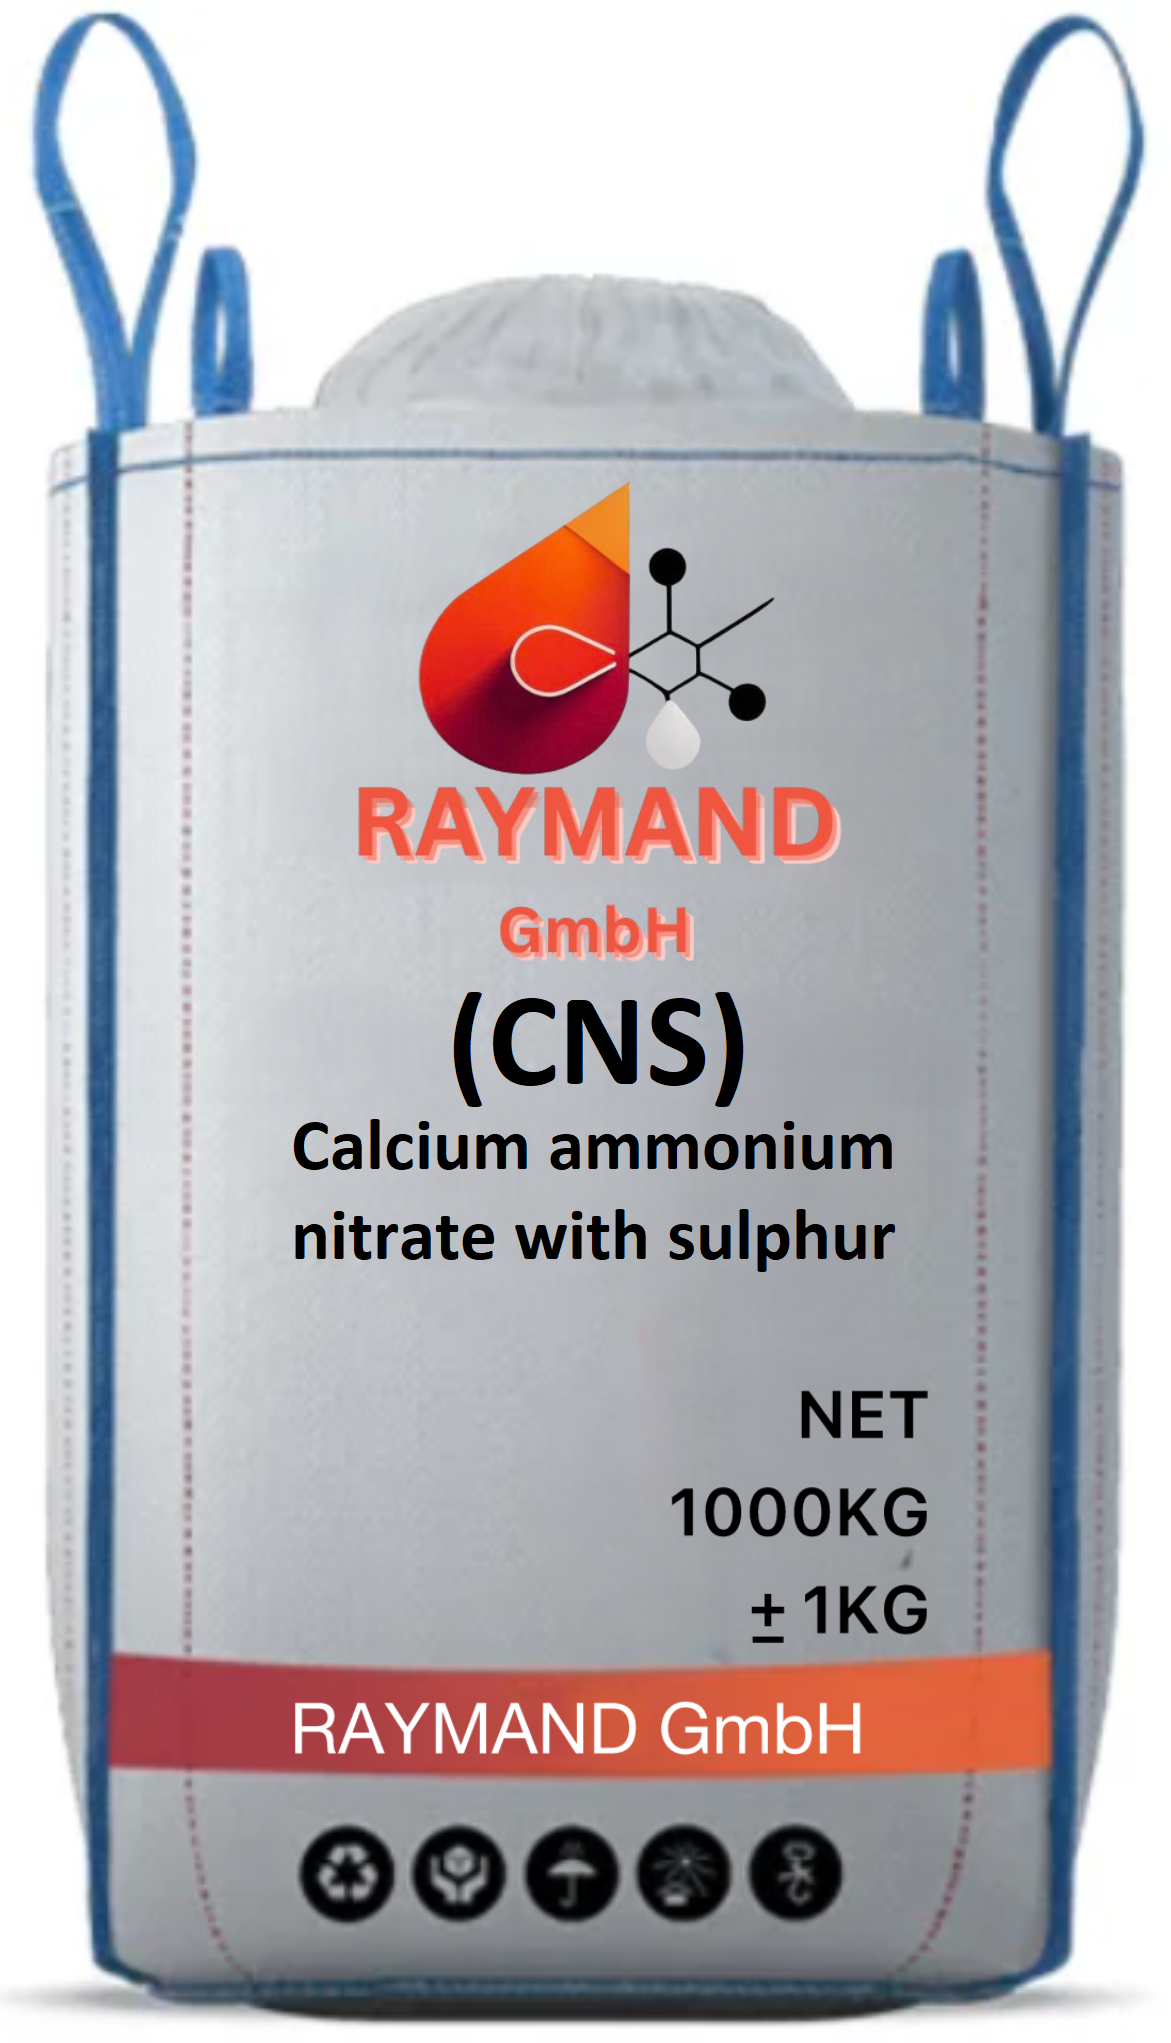 RAYMAND
GmbH
(CNS)
Calcium ammonium
nitrate with sulphur
NET
1000KG
± 1KG
RAYMAND GmbH